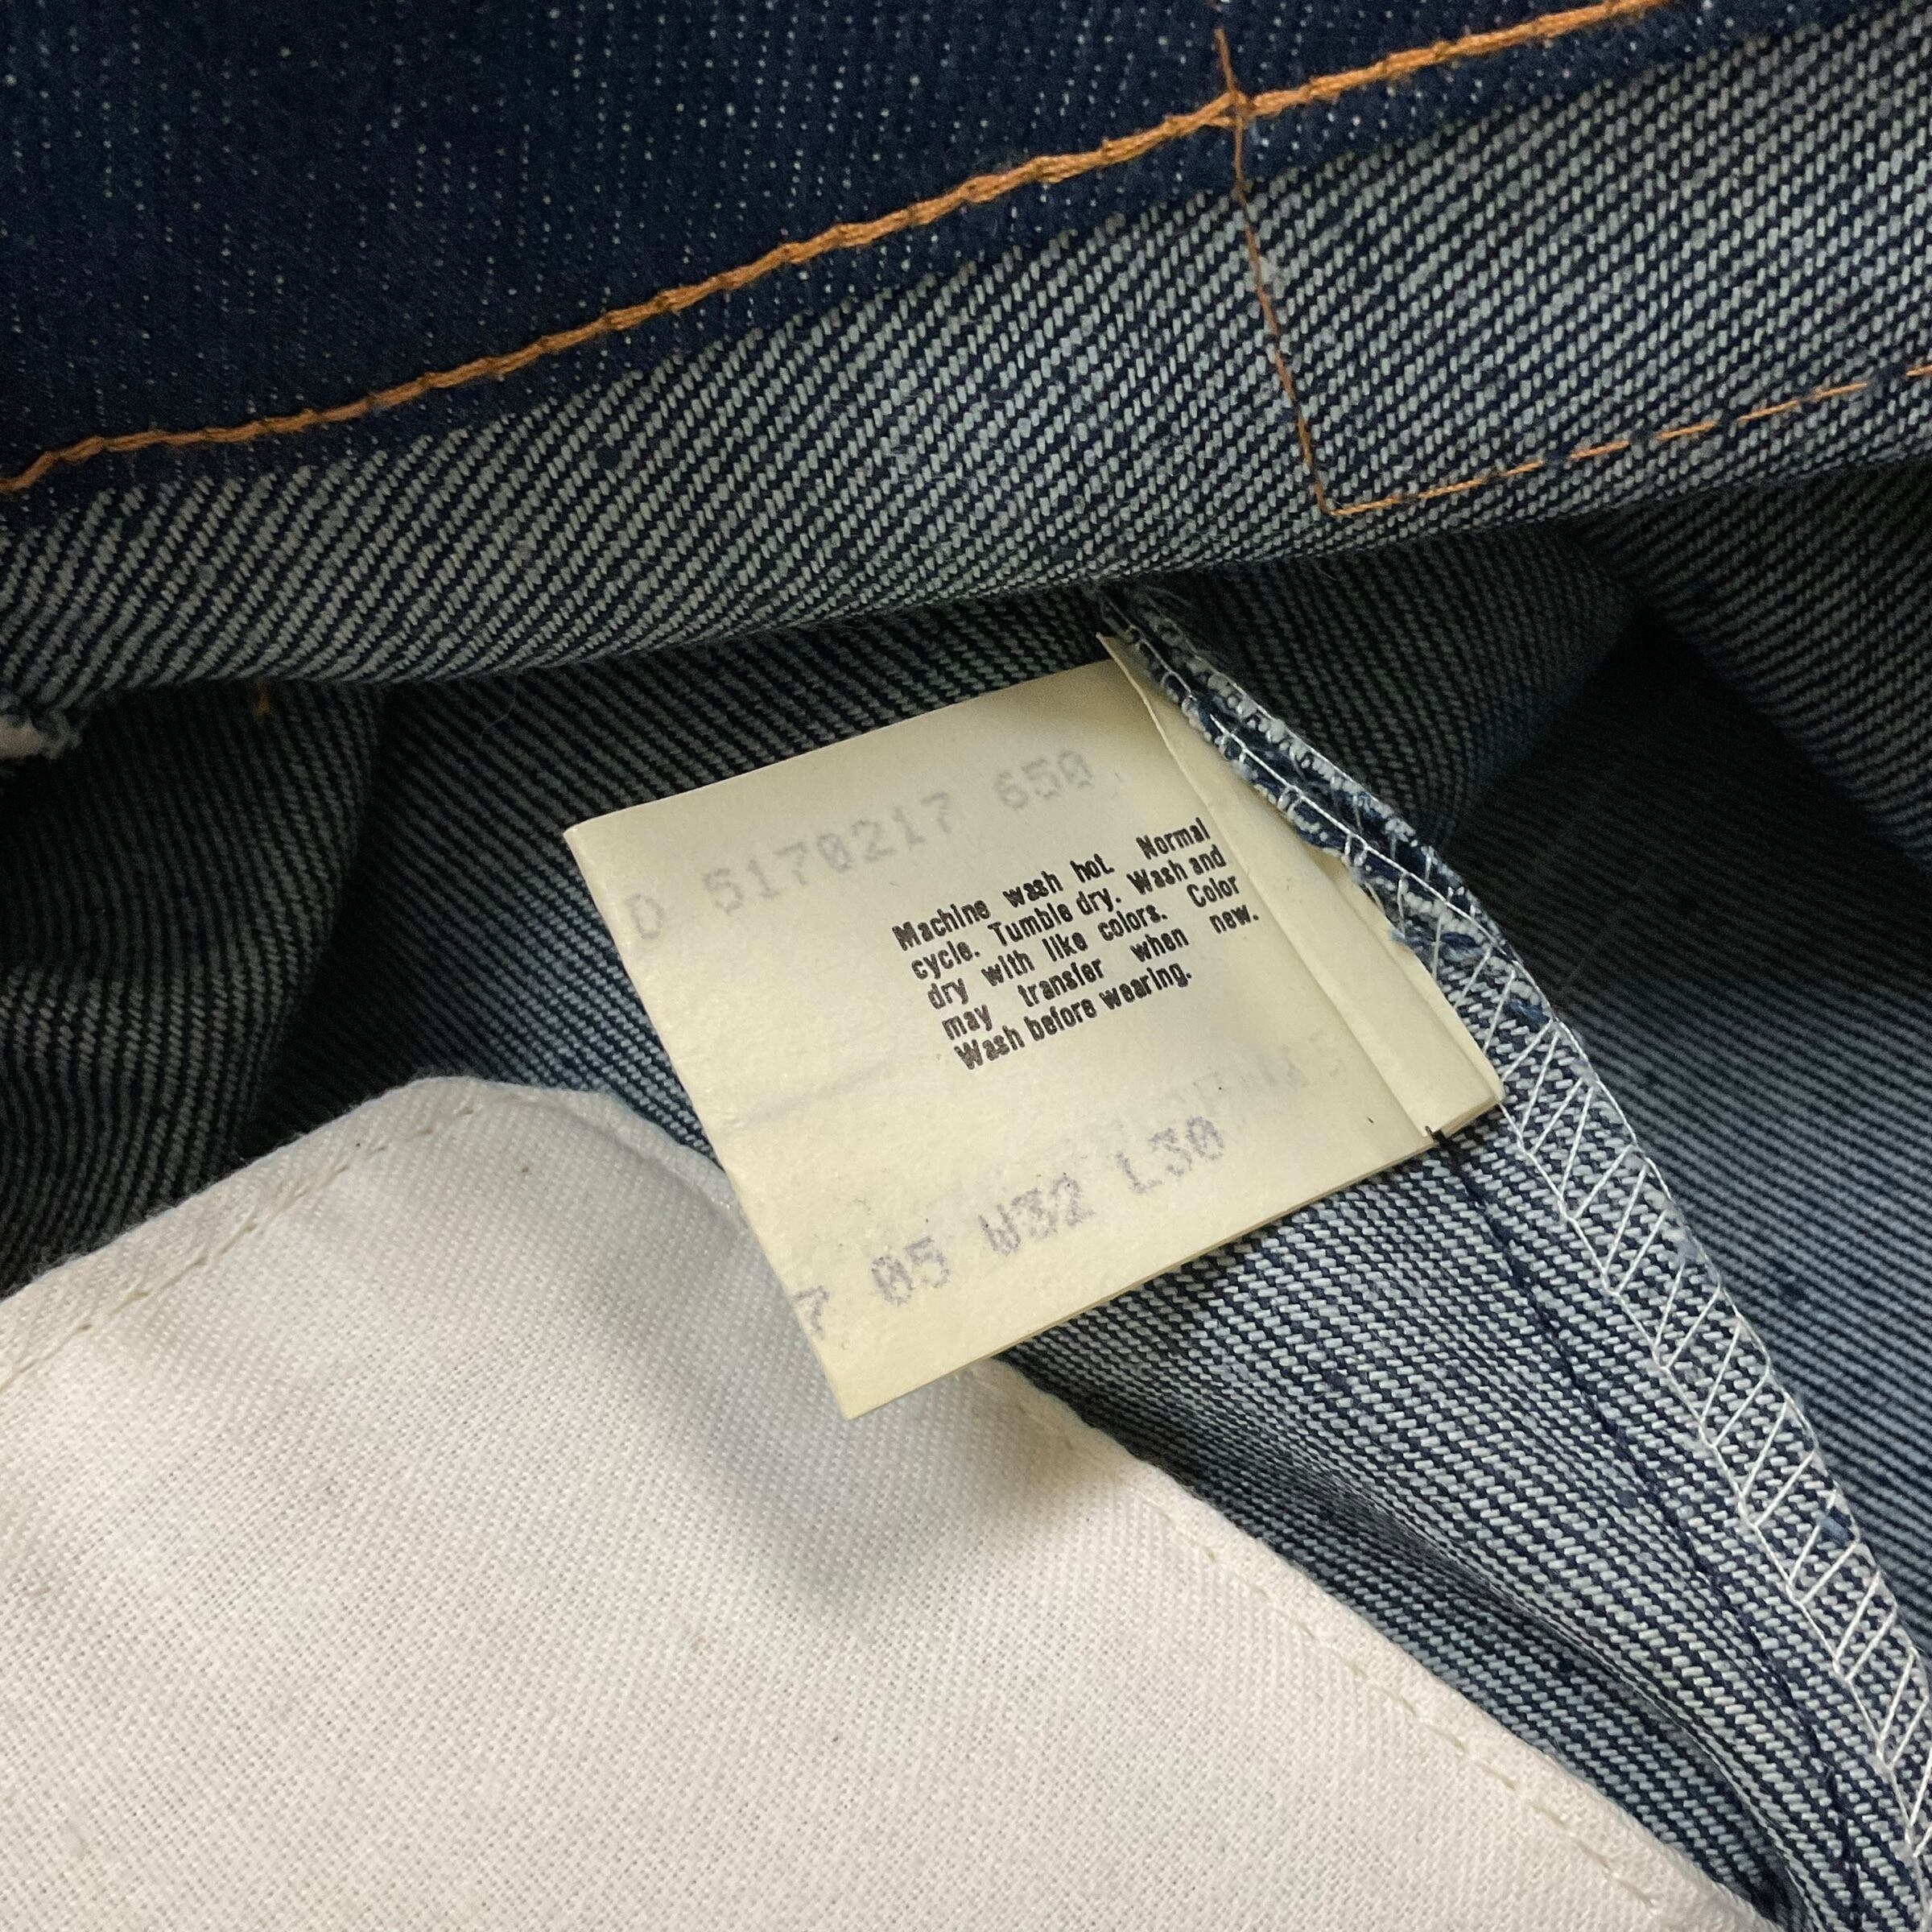 D 5170217 650
Machine wash hot. Normal
cycle. Tumble dry. Wash and
dry with like colors. Color
may transfer when new.
Wash before wearing.
7 05 W32 L30